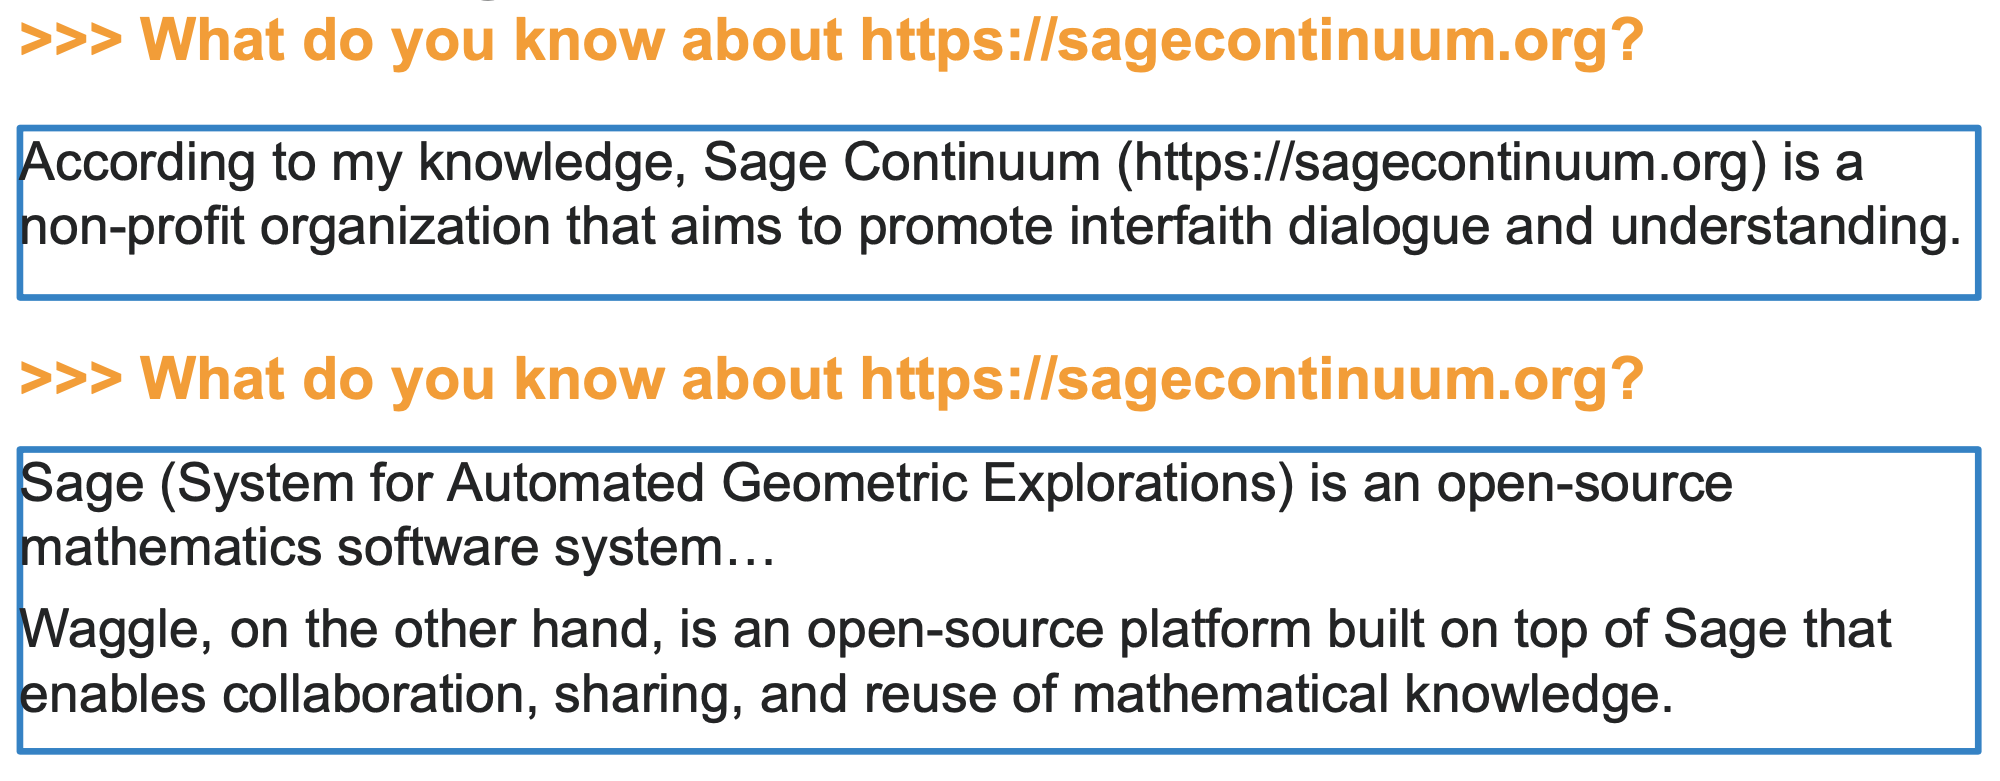 >>> What do you know about https://sagecontinuum.org?
According to my knowledge, Sage Continuum (https://sagecontinuum.org) is a
non-profit organization that aims to promote interfaith dialogue and understanding.
>>> What do you know about https://sagecontinuum.org?
Sage (System for Automated Geometric Explorations) is an open-source
mathematics software system…
Waggle, on the other hand, is an open-source platform built on top of Sage that
enables collaboration, sharing, and reuse of mathematical knowledge.